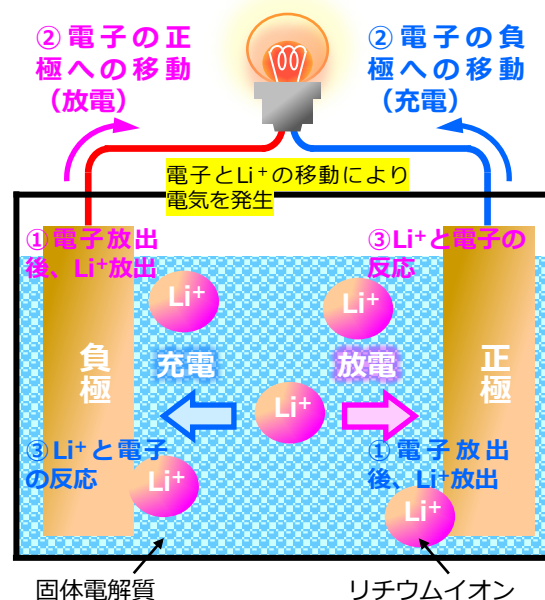 ②電子の正
極への移動
（放電）
②電子の負
極への移動
（充電）
電子とLi⁺の移動により
電気を発生
①電子放出
後、Li⁺放出
③Li⁺と電子の
反応
Li⁺
Li⁺
負極
充電
放電
正極
Li⁺
③Li⁺と電子
の反応
①電子放出
後、Li⁺放出
Li⁺
Li⁺
固体電解質
リチウムイオン